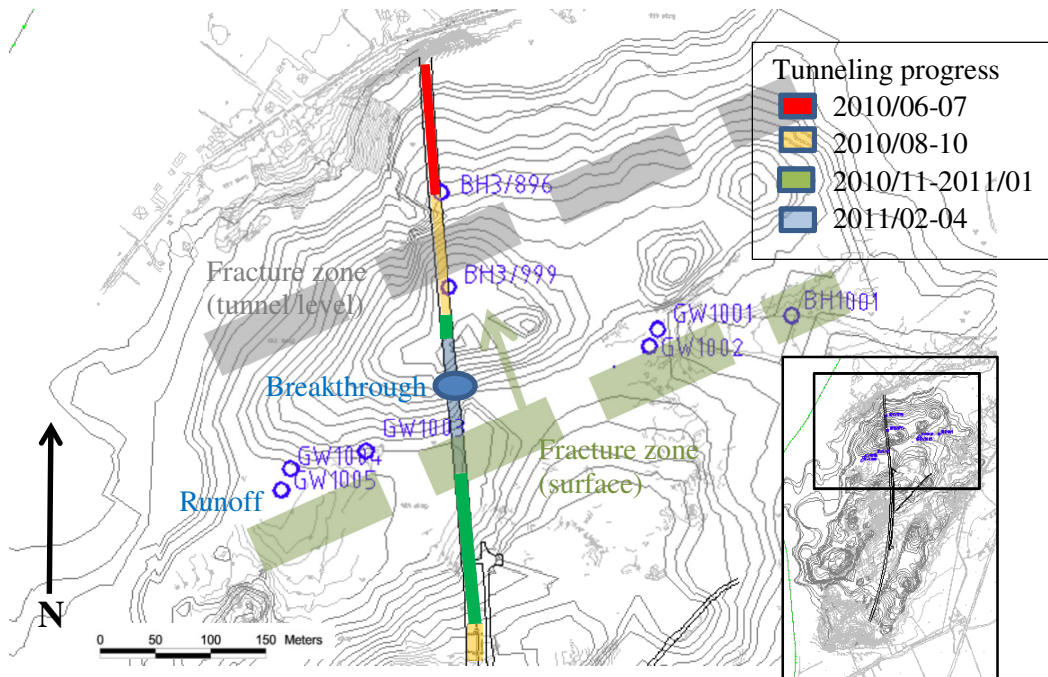 Tunneling progress
2010/06-07
2010/08-10
2010/11-2011/01
2011/02-04
BH3/896
Fracture zone
(tunnel level)
BH3/999
GW1001
BH1001
GW1002
Breakthrough
GW1003
GW1004
GW1005
Fracture zone
(surface)
Runoff
N
0 50 100 150 Meters